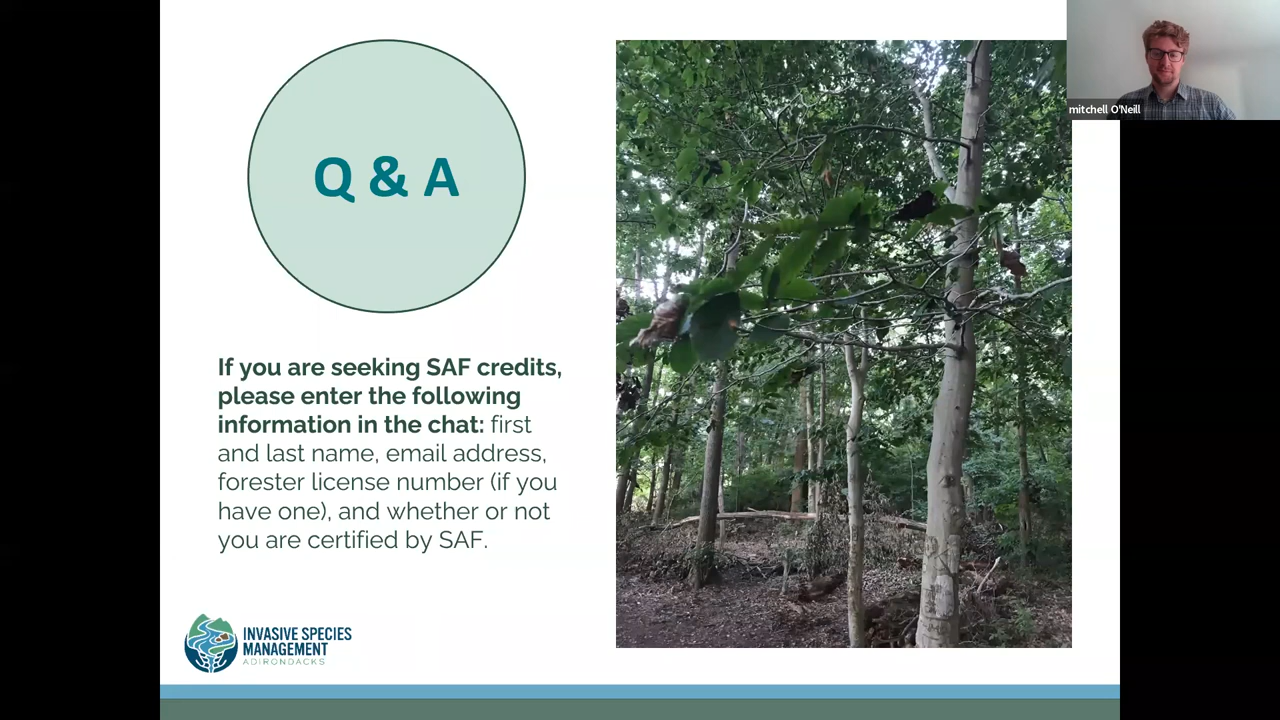 Q & A
mitchell O'Neill
If you are seeking SAF credits,
please enter the following
information in the chat: first
and last name, email address,
forester license number (if you
have one), and whether or not
you are certified by SAF.
INVASIVE SPECIES
MANAGEMENT
ADIRONDACKS